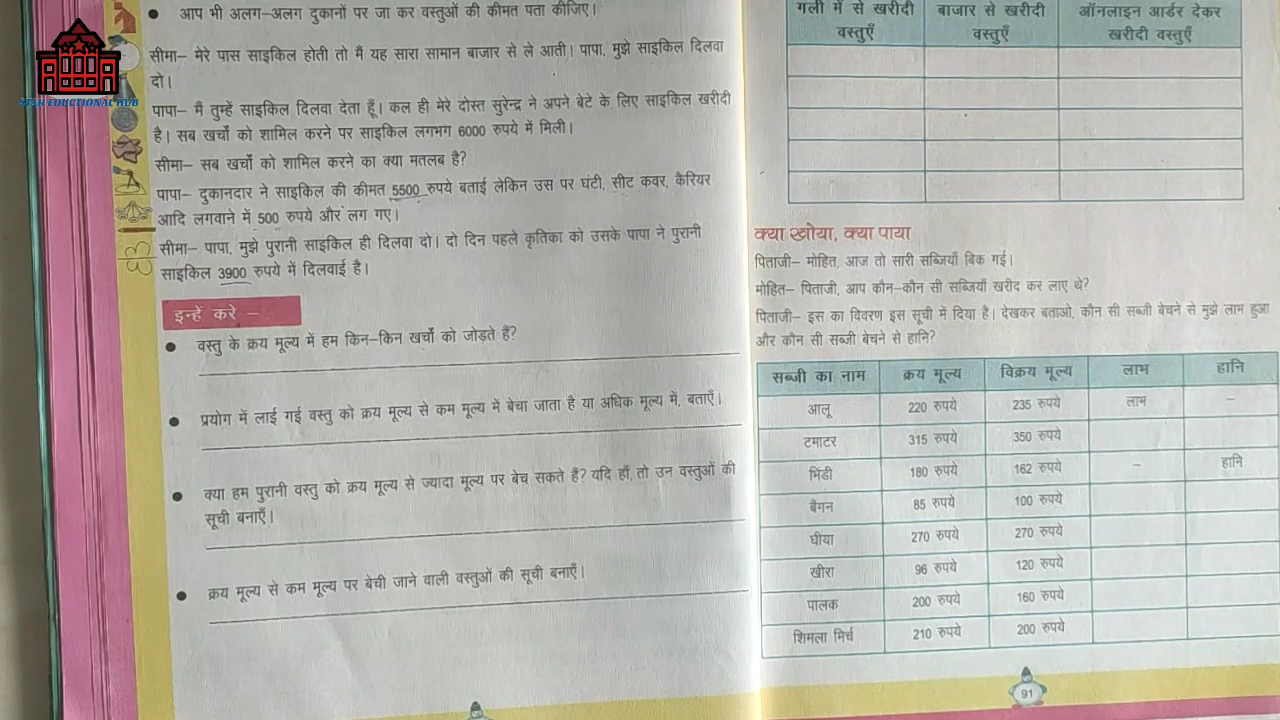 STAR EDUCTIONAL HUB
आप भी अलग–अलग दुकानों पर जा कर वस्तुओं की कीमत पता कीजिए।
सीमा– मेरे पास साइकिल होती तो मैं यह सारा सामान बाजार से ले आती। पापा, मुझे साइकिल दिलवा
दो।
पापा– मैं तुम्हें साइकिल दिलवा देता हूँ। कल ही मेरे दोस्त सुरेन्द्र ने अपने बेटे के लिए साइकिल खरीदी
है। सब खर्चों को शामिल करने पर साइकिल लगभग 6000 रुपये में मिली।
सीमा– सब खर्चों को शामिल करने का क्या मतलब है?
पापा– दुकानदार ने साइकिल की कीमत 5500 रुपये बताई लेकिन उस पर घंटी, सीट कवर, कैरियर
आदि लगवाने में 500 रुपये और लग गए।
सीमा– पापा, मुझे पुरानी साइकिल ही दिलवा दो। दो दिन पहले कृतिका को उसके पापा ने पुरानी
साइकिल 3900 रुपये में दिलवाई है।
इन्हें करे –
वस्तु के क्रय मूल्य में हम किन–किन खर्चों को जोड़ते हैं?
प्रयोग में लाई गई वस्तु को क्रय मूल्य से कम मूल्य में बेचा जाता है या अधिक मूल्य में, बताएँ।
क्या हम पुरानी वस्तु को क्रय मूल्य से ज्यादा मूल्य पर बेच सकते हैं? यदि हाँ, तो उन वस्तुओं की
सूची बनाएँ।
क्रय मूल्य से कम मूल्य पर बेची जाने वाली वस्तुओं की सूची बनाएँ।
गली में से खरीदी बाजार से खरीदी ऑनलाइन आर्डर देकर
वस्तुएँ वस्तुएँ खरीदी वस्तुएँ
क्या खोया, क्या पाया
पिताजी– मोहित, आज तो सारी सब्जियाँ बिक गई।
मोहित– पिताजी, आप कौन–कौन सी सब्जियाँ खरीद कर लाए थे?
पिताजी– इस का विवरण इस सूची में दिया है। देखकर बताओ, कौन सी सब्जी बेचने से मुझे लाभ हुआ
और कौन सी सब्जी बेचने से हानि?
सब्जी का नाम क्रय मूल्य विक्रय मूल्य लाभ हानि
आलू 220 रुपये 235 रुपये लाभ –
टमाटर 315 रुपये 350 रुपये
भिंडी 180 रुपये 162 रुपये – हानि
बैंगन 85 रुपये 100 रुपये
घीया 270 रुपये 270 रुपये
खीरा 96 रुपये 120 रुपये
पालक 200 रुपये 160 रुपये
शिमला मिर्च 210 रुपये 200 रुपये
91